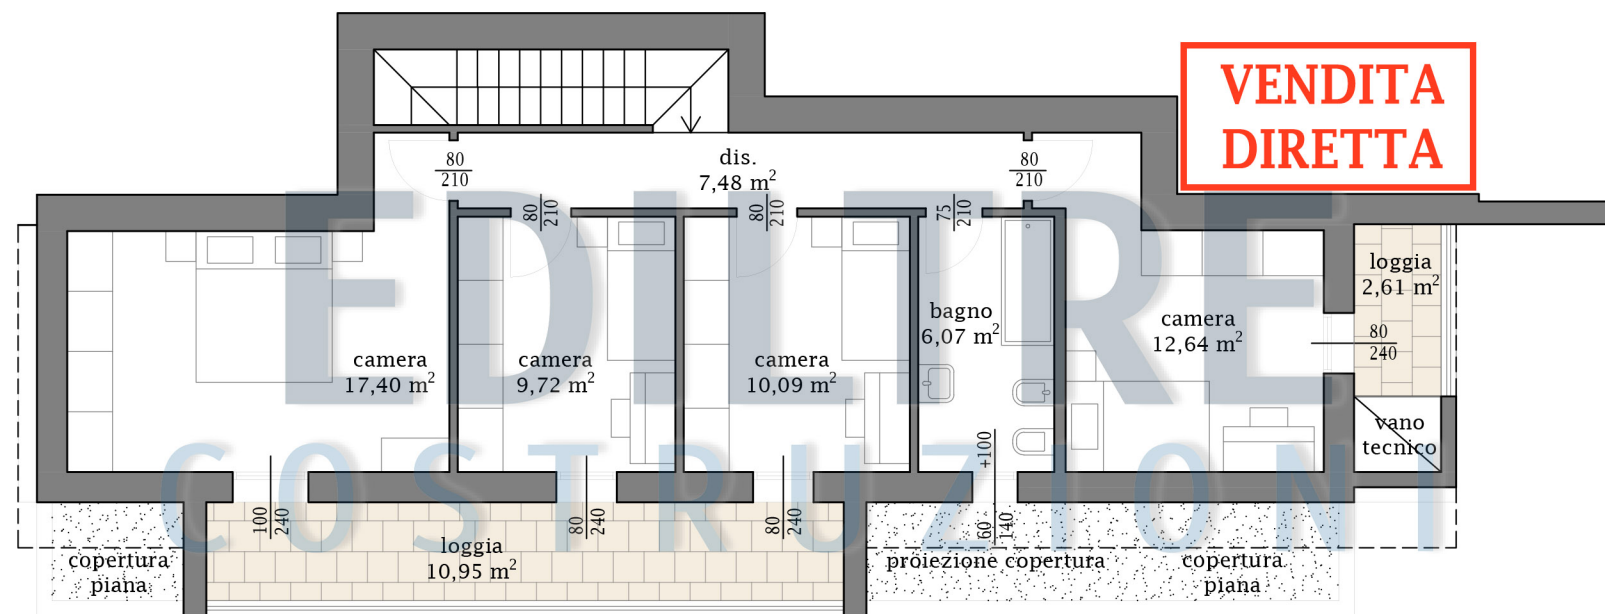 VENDITA
DIRETTA
dis.
7,48 m²
80
210
80
210
80
210
80
210
75
210
loggia
2,61 m²
bagno
6,07 m²
camera
12,64 m²
80
240
camera
17,40 m²
camera
9,72 m²
camera
10,09 m²
EDILTRE
COSTRUZIONI
vano
tecnico
+100
60
140
100
240
80
240
80
240
loggia
10,95 m²
copertura
piana
proiezione copertura
copertura
piana